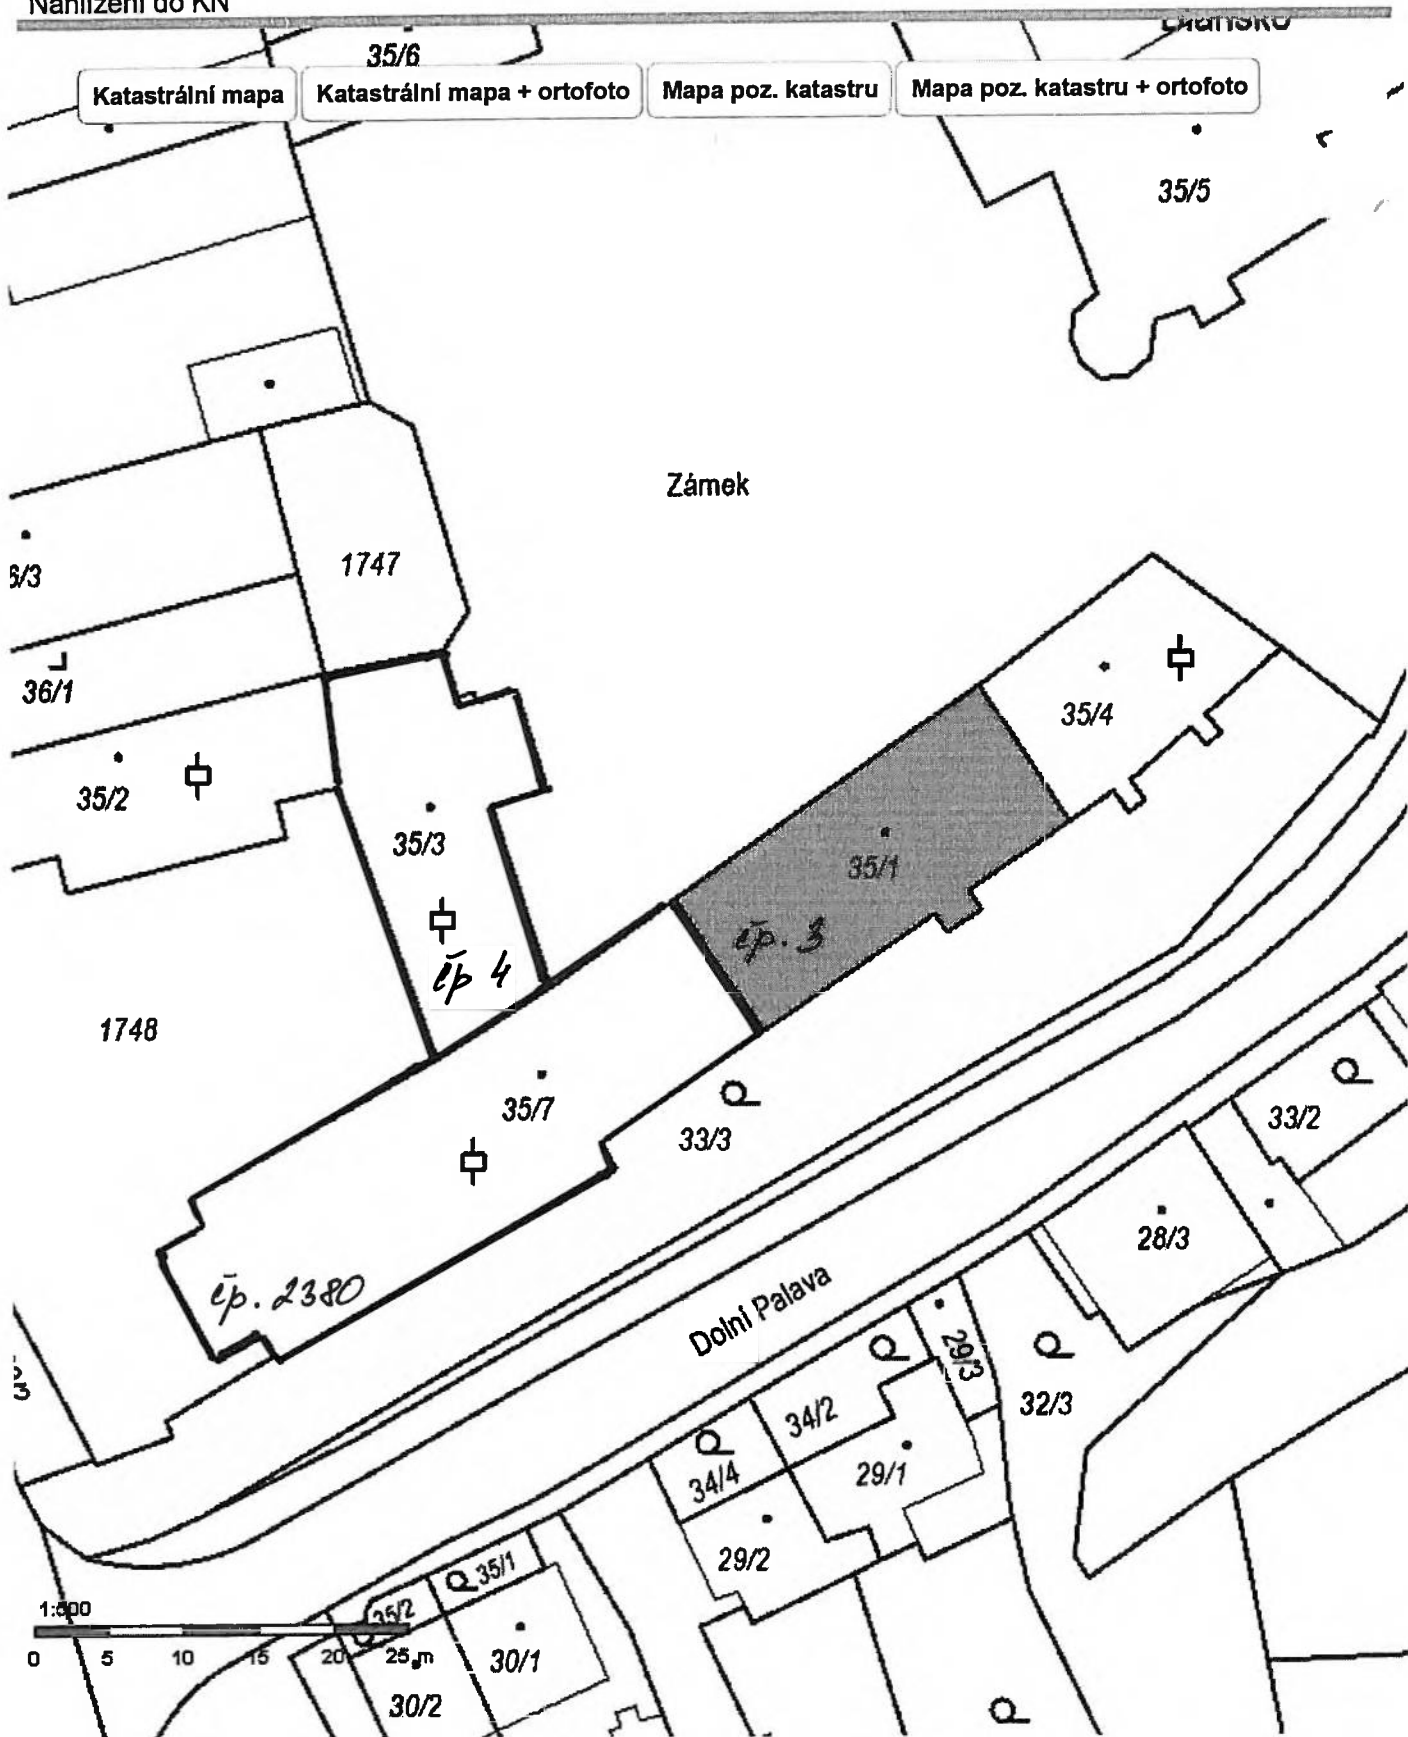 Nahlížení do KN
Blansko
35/6
Katastrální mapa
Katastrální mapa + ortofoto
Mapa poz. katastru
Mapa poz. katastru + ortofoto
35/5
Zámek
1747
36/1
35/4
35/2
35/3
35/1
čp. 3
čp 4
1748
35/7
33/3
33/2
28/3
čp. 2380
Dolní Palava
29/3
32/3
34/2
34/4
29/1
29/2
35/1
35/2
1:500
0 5 10 15 20 25 m
30/1
30/2